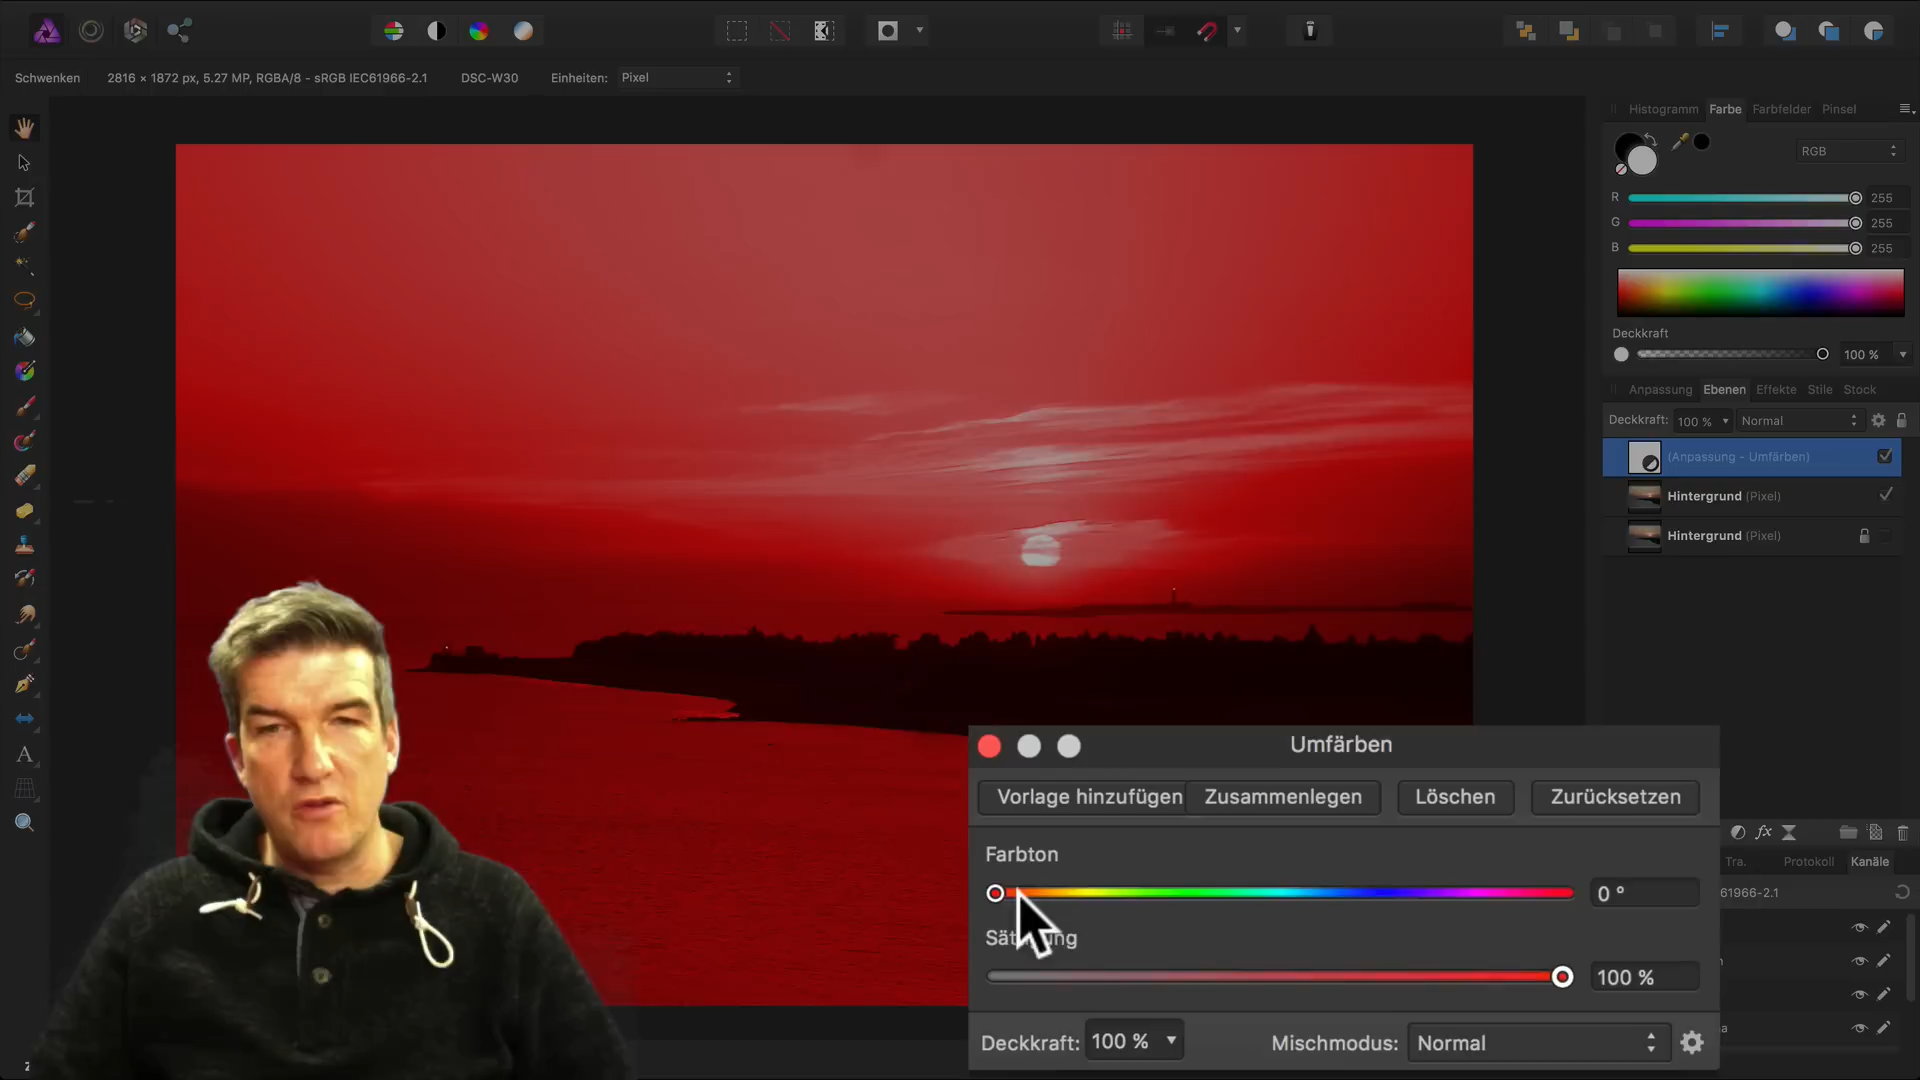 Schwenken 2816 × 1872 px, 5.27 MP, RGBA/8 - sRGB IEC61966-2.1 DSC-W30 Einheiten: Pixel
Histogramm Farbe Farbfelder Pinsel
RGB
R 255
G 255
B 255
Deckkraft
100 %
Anpassung Ebenen Effekte Stile Stock
Deckkraft: 100 % Normal
(Anpassung - Umfärben)
Hintergrund (Pixel)
Hintergrund (Pixel)
Umfärben
Vorlage hinzufügen Zusammenlegen Löschen Zurücksetzen
Farbton
0 °
100 %
Deckkraft: 100 % Mischmodus: Normal
fx
Tra. Protokoll Kanäle
61966-2.1
A